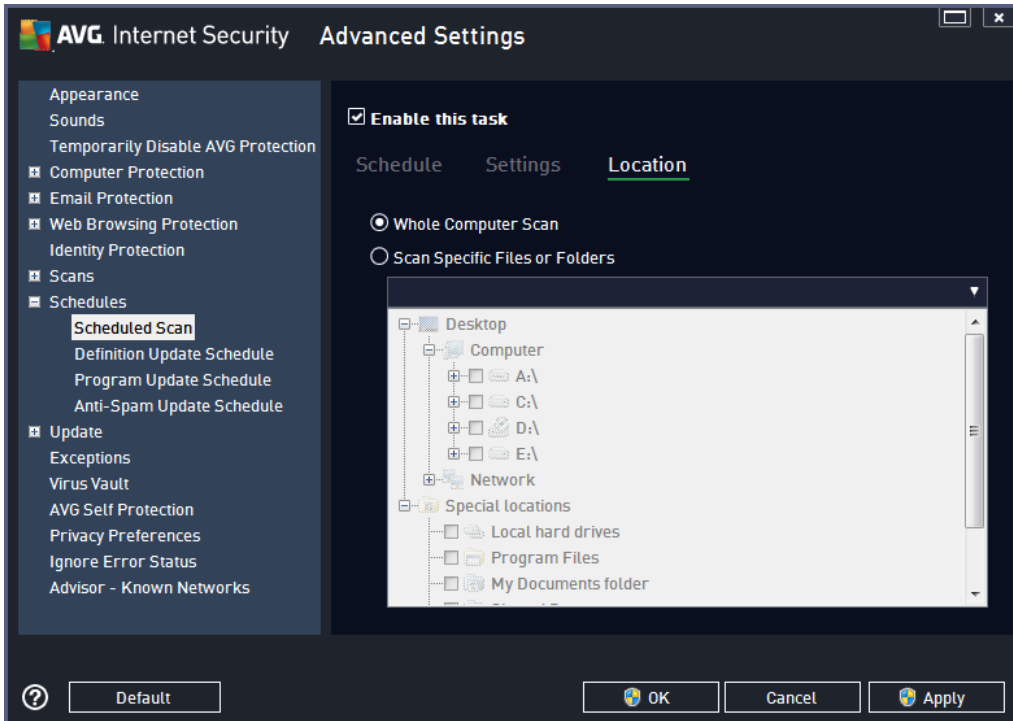 AVG. Internet Security Advanced Settings
Appearance
Sounds
Temporarily Disable AVG Protection
Computer Protection
Email Protection
Web Browsing Protection
Identity Protection
Scans
Schedules
Scheduled Scan
Definition Update Schedule
Program Update Schedule
Anti-Spam Update Schedule
Update
Exceptions
Virus Vault
AVG Self Protection
Privacy Preferences
Ignore Error Status
Advisor - Known Networks
Enable this task
Schedule Settings Location
Whole Computer Scan
Scan Specific Files or Folders
Desktop
Computer
A:\
C:\
D:\
E:\
Network
Special locations
Local hard drives
Program Files
My Documents folder
Default OK Cancel Apply